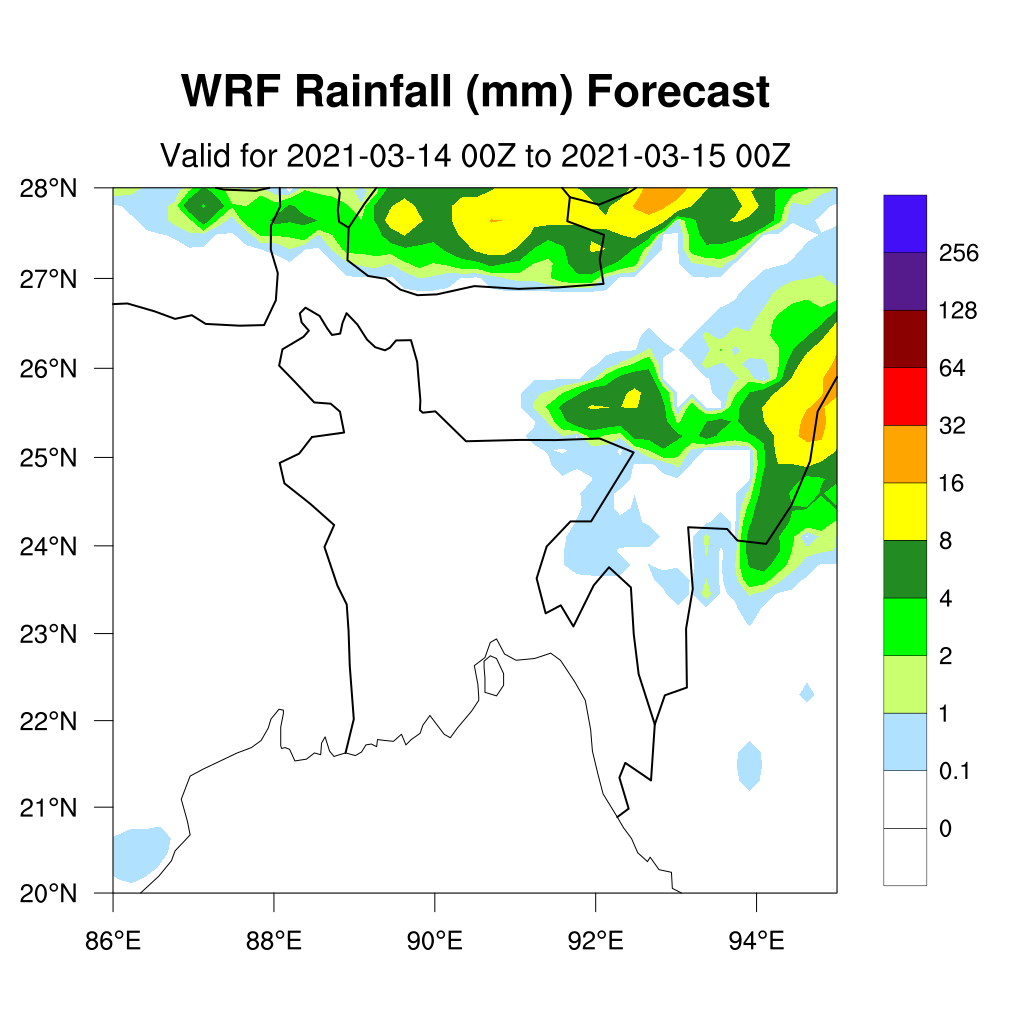 WRF Rainfall (mm) Forecast
Valid for 2021-03-14 00Z to 2021-03-15 00Z
28°N
27°N
26°N
25°N
24°N
23°N
22°N
21°N
20°N
86°E
88°E
90°E
92°E
94°E
256
128
64
32
16
8
4
2
1
0.1
0